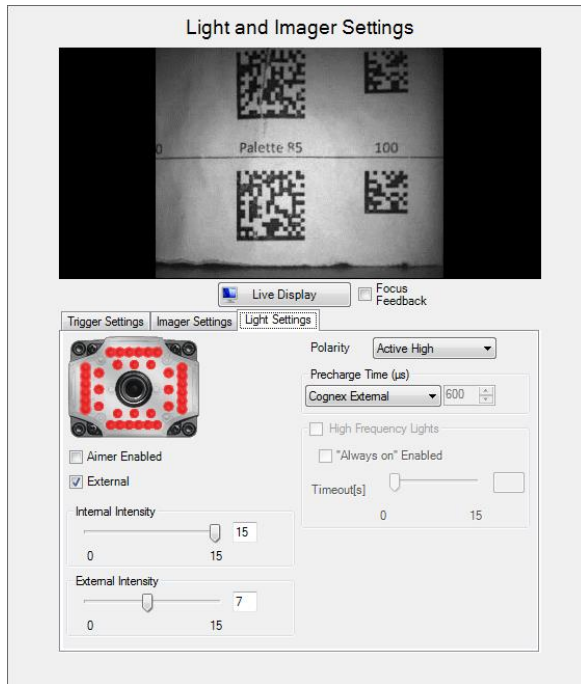 Light and Imager Settings
0 Palette R5 100
Live Display
Focus
Feedback
Trigger Settings Imager Settings Light Settings
Polarity Active High
Precharge Time (µs)
Cognex External 600
High Frequency Lights
"Always on" Enabled
Timeout[s]
0 15
Aimer Enabled
External
Internal Intensity
15
0 15
External Intensity
7
0 15